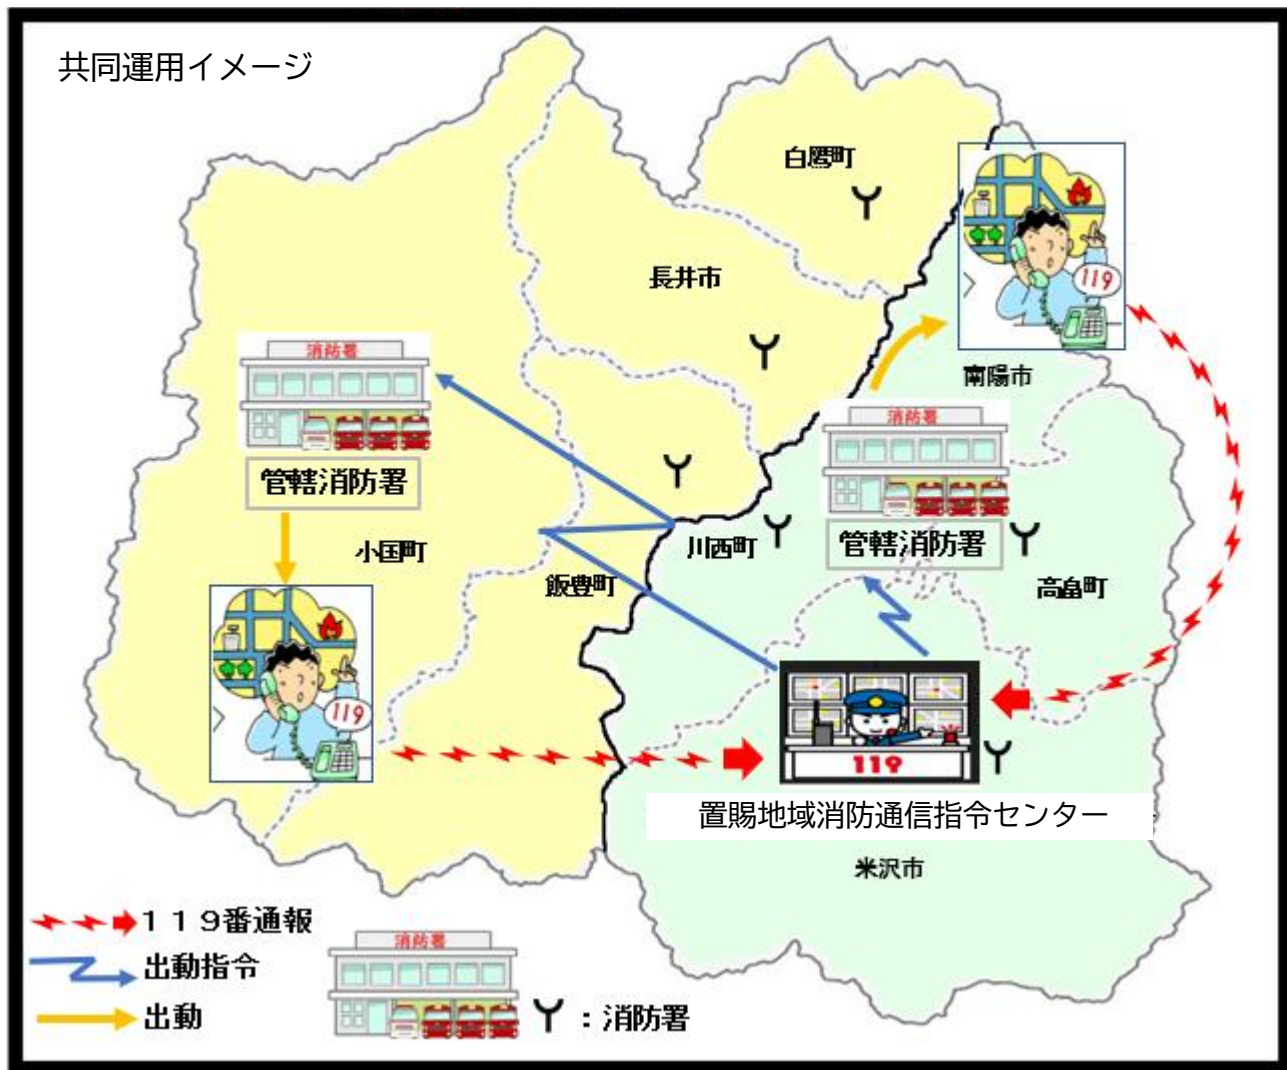 共同運用イメージ
白鷹町
119
長井市
消防署
南陽市
消防署
管轄消防署
管轄消防署
小国町
川西町
飯豊町
高畠町
119
119
置賜地域消防通信指令センター
米沢市
119番通報
出動指令
出動
消防署
Y:消防署